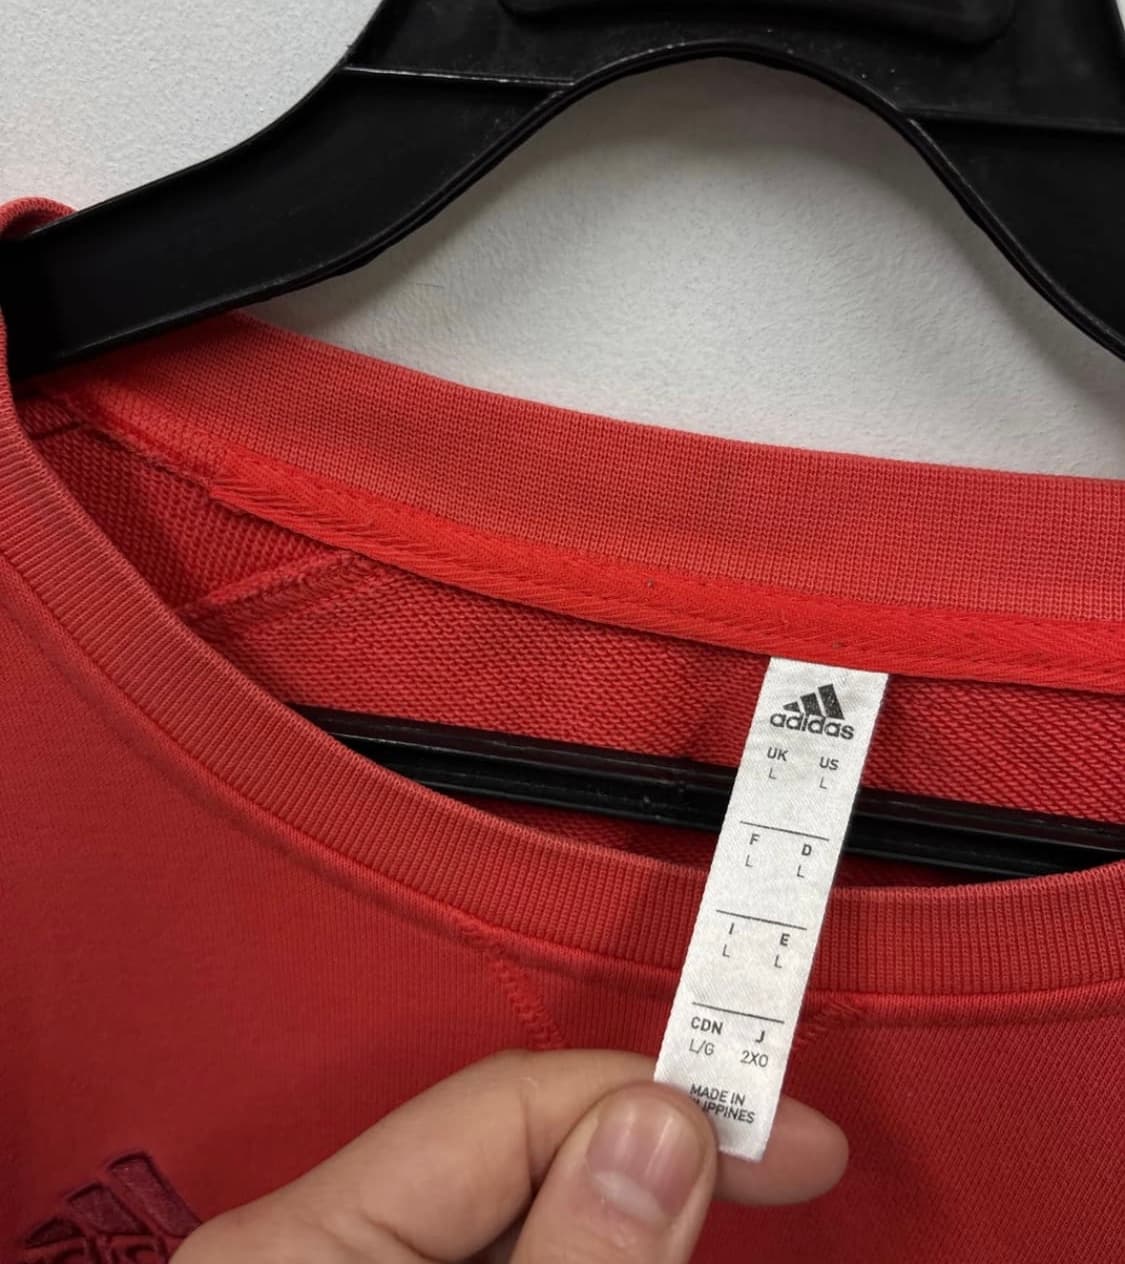 adidas
UK US
L L
F D
L L
I E
L L
CDN J
L/G 2XO
MADE IN